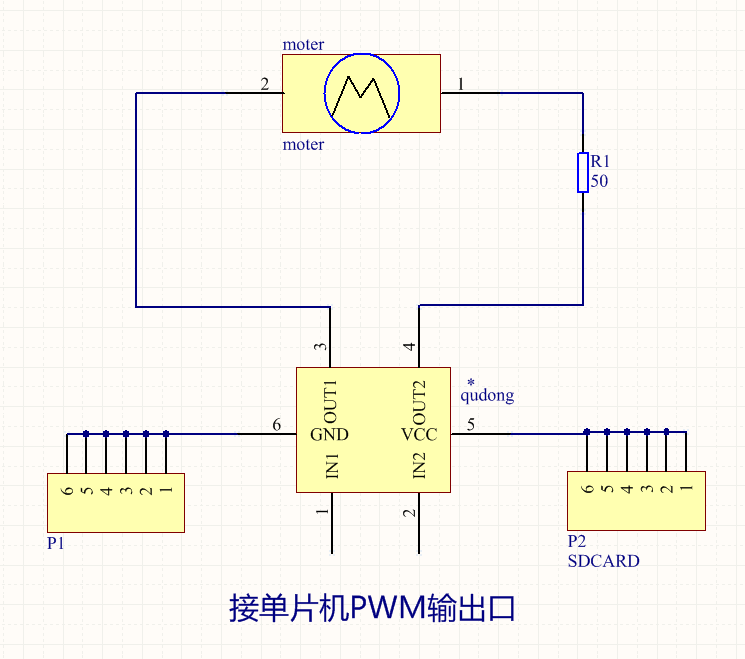 moter
2
1
moter
R1
50
3
4
OUT1
OUT2
*
qudong
6
GND
VCC
5
IN1
IN2
6
5
4
3
2
1
6
5
4
3
2
1
1
2
P1
P2
SDCARD
接单片机PWM输出口